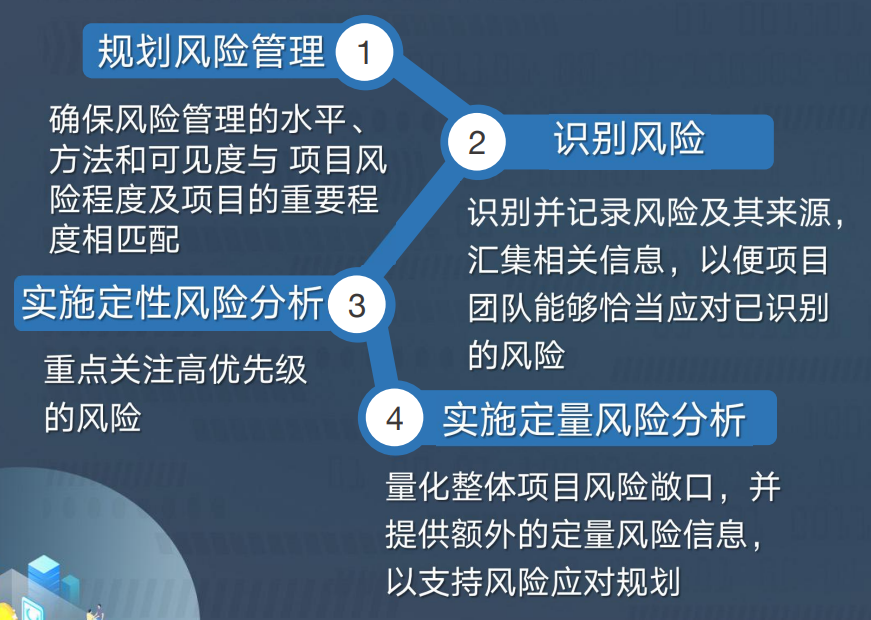 规划风险管理 1
确保风险管理的水平、
方法和可见度与 项目风
险程度及项目的重要程
度相匹配
2 识别风险
识别并记录风险及其来源，
汇集相关信息，以便项目
团队能够恰当应对已识别
的风险
实施定性风险分析 3
重点关注高优先级
的风险
4 实施定量风险分析
量化整体项目风险敞口，并
提供额外的定量风险信息，
以支持风险应对规划